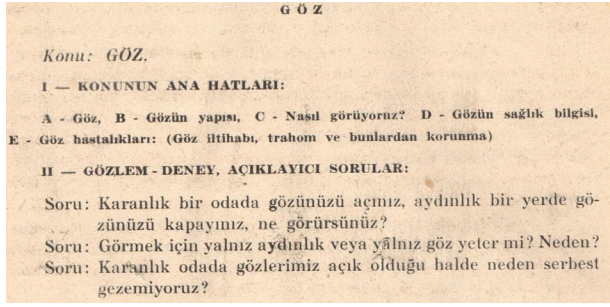 GÖZ
Konu: GÖZ.
I — KONUNUN ANA HATLARI:
A - Göz, B - Gözün yapısı, C - Nasıl görüyoruz? D - Gözün sağlık bilgisi,
E - Göz hastalıkları: (Göz iltihabı, trahom ve bunlardan korunma)
II — GÖZLEM - DENEY, AÇIKLAYICI SORULAR:
Soru: Karanlık bir odada gözünüzü açınız, aydınlık bir yerde gö-
zünüzü kapayınız, ne görürsünüz?
Soru: Görmek için yalnız aydınlık veya yalnız göz yeter mi? Neden?
Soru: Karanlık odada gözlerimiz açık olduğu halde neden serbest
gezemiyoruz?